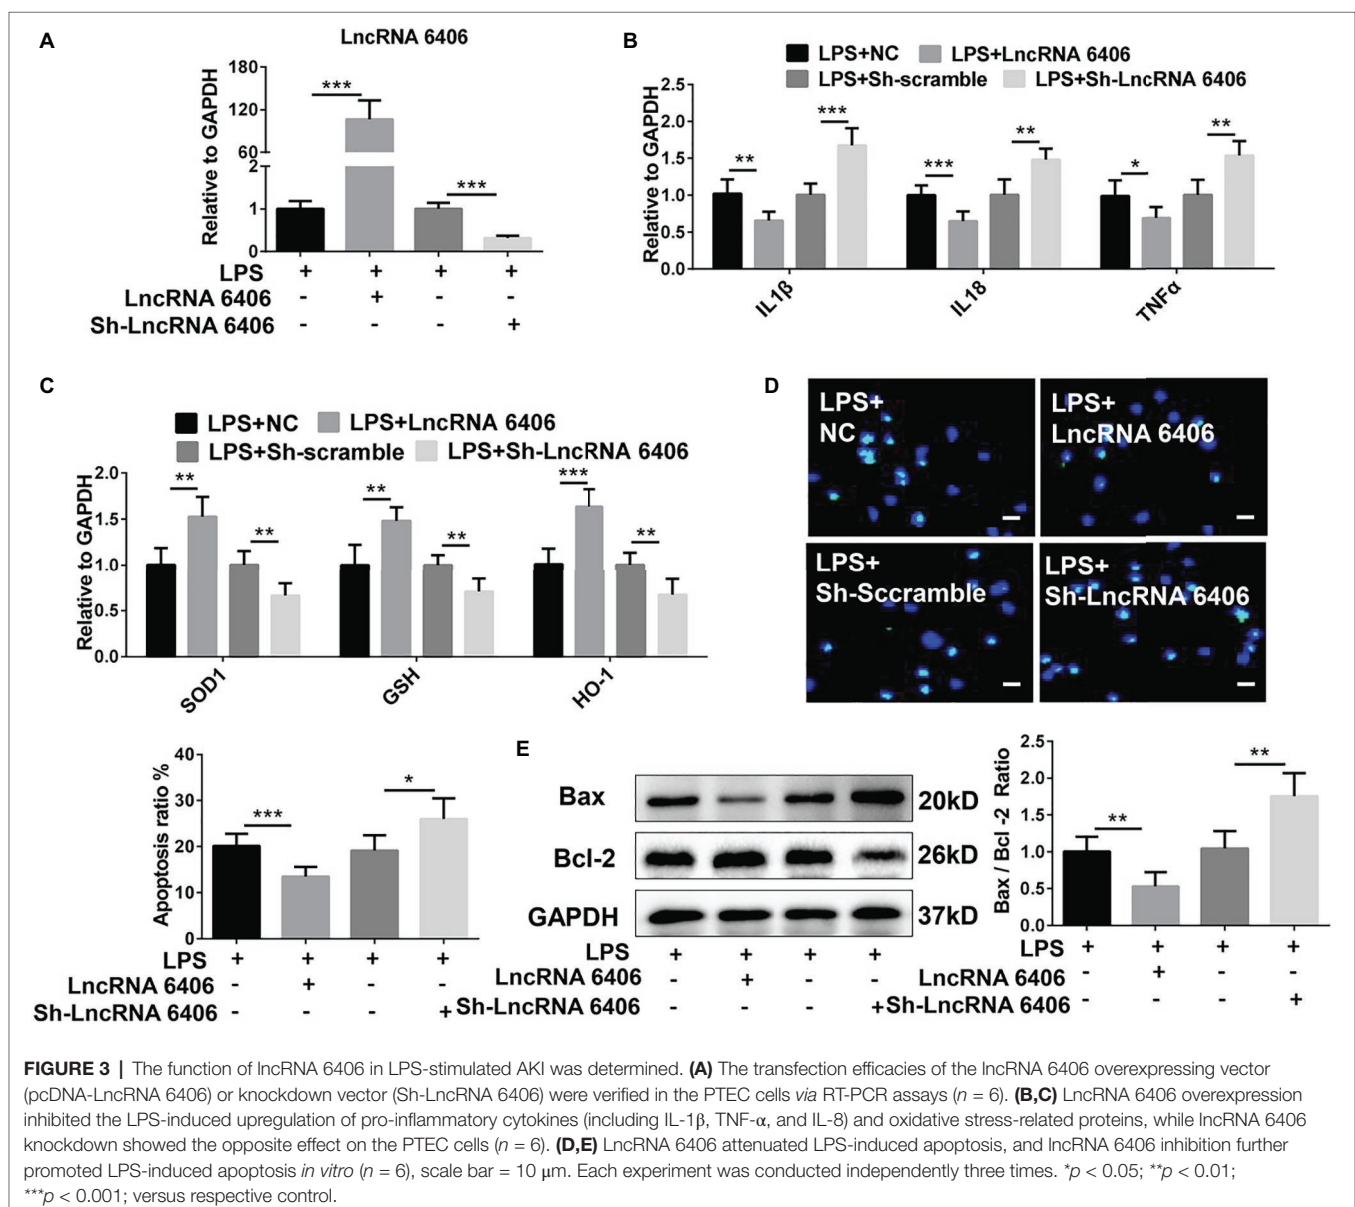 A
LncRNA 6406
Relative to GAPDH
180
120
60
2
1
0
*** ***
LPS + + + +
LncRNA 6406 - + - -
Sh-LncRNA 6406 - - - +
B
LPS+NC LPS+LncRNA 6406
LPS+Sh-scramble LPS+Sh-LncRNA 6406
Relative to GAPDH
2.5
2.0
1.5
1.0
0.5
0.0
** *** *** ** * **
IL1β IL18 TNFα
C
LPS+NC LPS+LncRNA 6406
LPS+Sh-scramble LPS+Sh-LncRNA 6406
Relative to GAPDH
2.0
1.5
1.0
0.5
0.0
** ** ** ** *** **
SOD1 GSH HO-1
D
LPS+
NC
LPS+
LncRNA 6406
LPS+
Sh-Sccramble
LPS+
Sh-LncRNA 6406
Apoptosis ratio %
40
30
20
10
0
*** *
LPS + + + +
LncRNA 6406 - + - -
Sh-LncRNA 6406 - - - +
E
Bax 20kD
Bcl-2 26kD
GAPDH 37kD
LPS + + + +
LncRNA 6406 - + - -
Sh-LncRNA 6406 - - - +
Bax / Bcl -2 Ratio
2.5
2.0
1.5
1.0
0.5
0.0
** **
LPS + + + +
LncRNA 6406 - + - -
Sh-LncRNA 6406 - - - +
FIGURE 3 | The function of lncRNA 6406 in LPS-stimulated AKI was determined. (A) The transfection efficacies of the lncRNA 6406 overexpressing vector
(pcDNA-LncRNA 6406) or knockdown vector (Sh-LncRNA 6406) were verified in the PTEC cells via RT-PCR assays (n = 6). (B,C) LncRNA 6406 overexpression
inhibited the LPS-induced upregulation of pro-inflammatory cytokines (including IL-1β, TNF-α, and IL-8) and oxidative stress-related proteins, while lncRNA 6406
knockdown showed the opposite effect on the PTEC cells (n = 6). (D,E) LncRNA 6406 attenuated LPS-induced apoptosis, and lncRNA 6406 inhibition further
promoted LPS-induced apoptosis in vitro (n = 6), scale bar = 10 μm. Each experiment was conducted independently three times. *p < 0.05; **p < 0.01;
***p < 0.001; versus respective control.